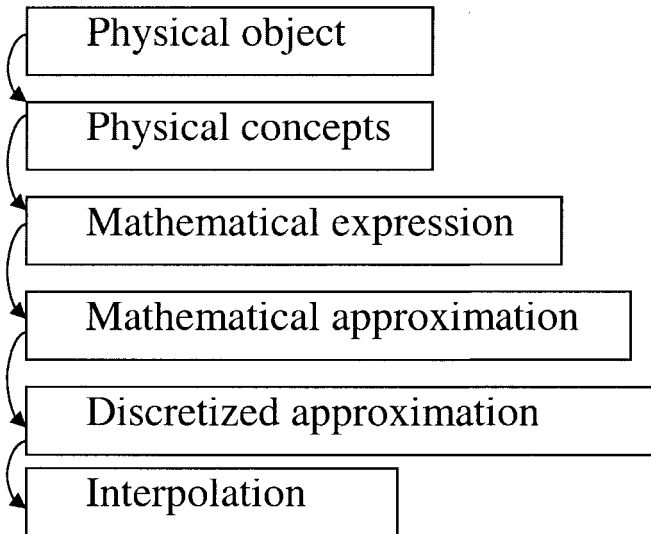 Physical object
Physical concepts
Mathematical expression
Mathematical approximation
Discretized approximation
Interpolation